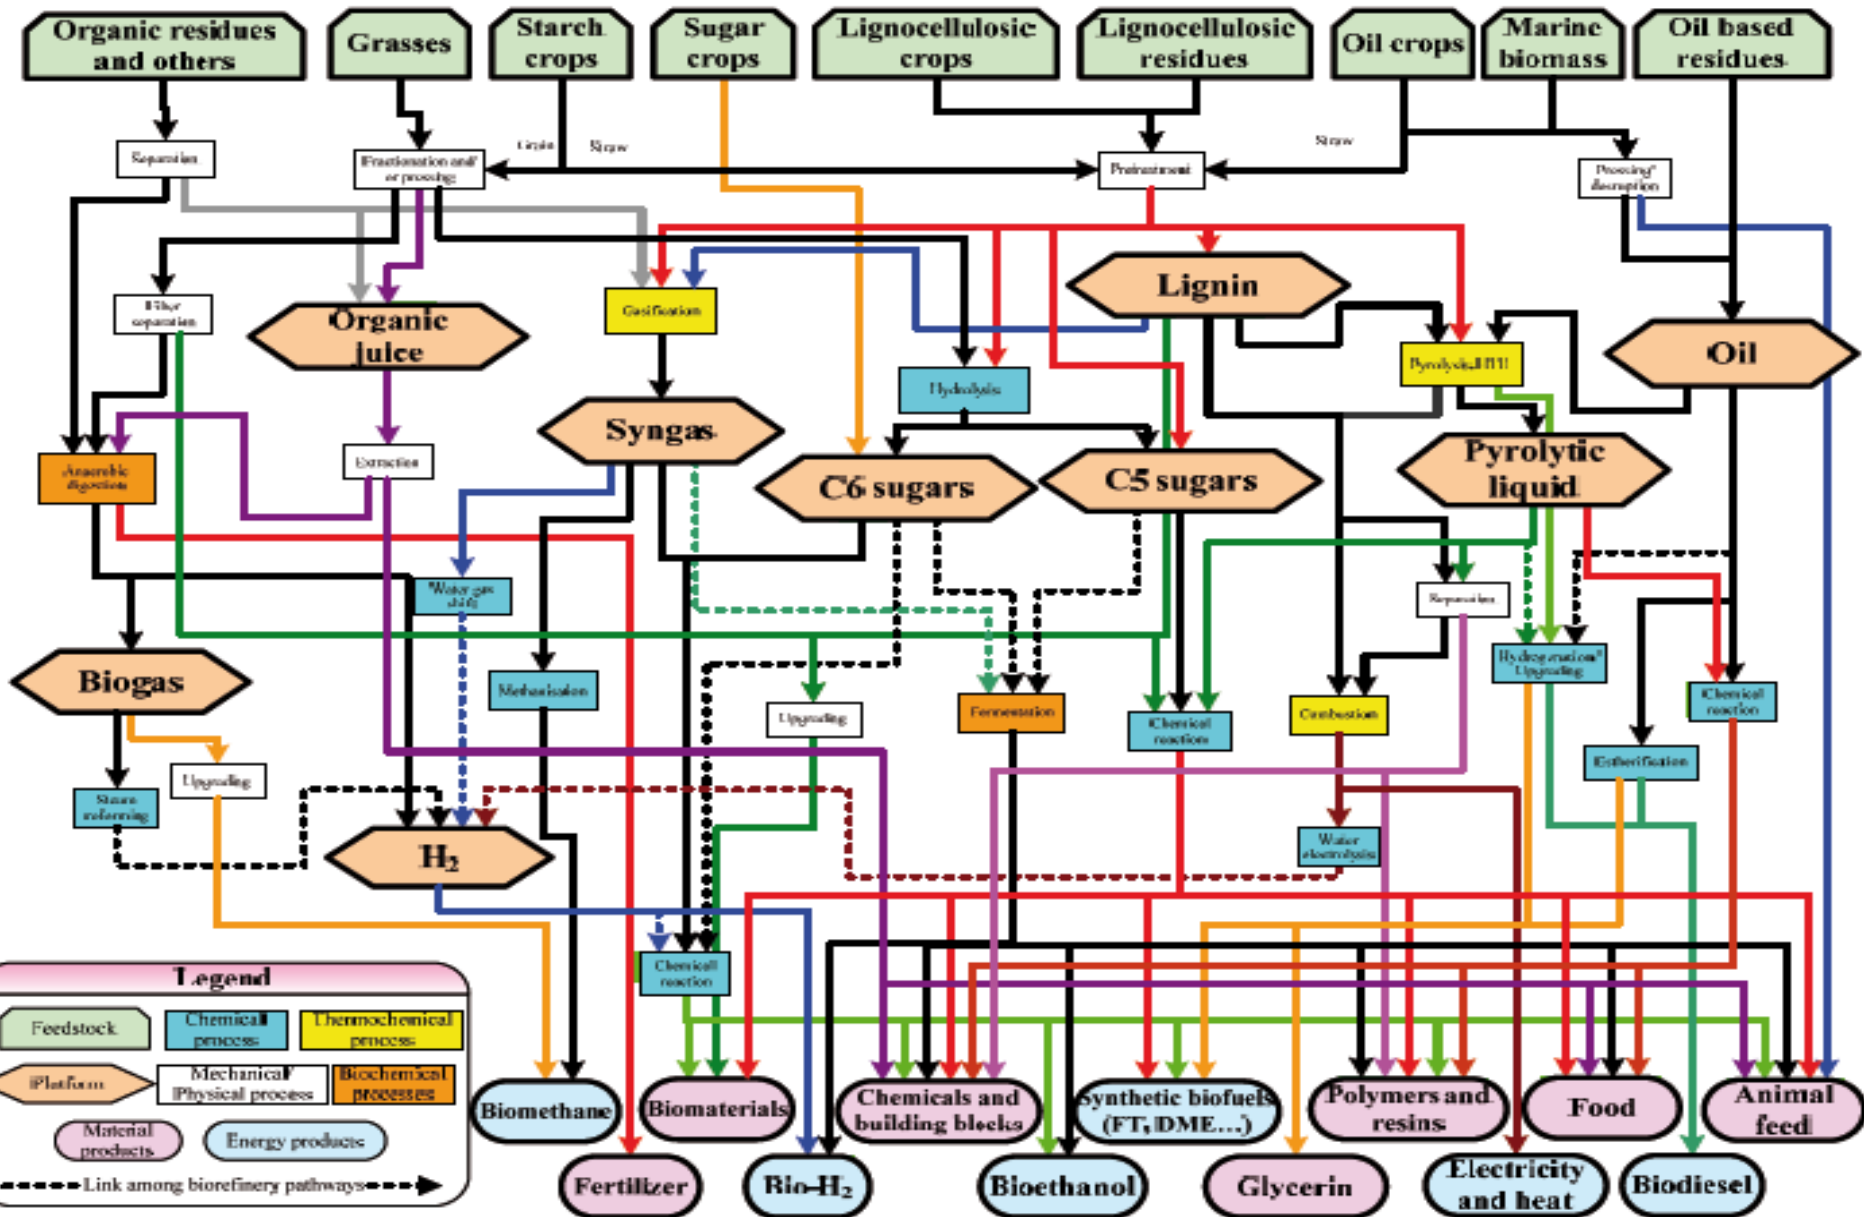 Organic residues
and others
Grasses
Starch
crops
Sugar
crops
Lignocellulosic
crops
Lignocellulosic
residues
Oil crops
Marine
biomass
Oil based
residues
Separation
Fractionation and/
or pressing
Grain
Straw
Pretreatment
Straw
Pressing/
disruption
Fiber
separation
Organic
juice
Gasification
Lignin
Oil
Hydrolysis
Pyrolysis, HTU
Syngas
C6 sugars
C5 sugars
Pyrolytic
liquid
Anaerobic
digestion
Extraction
Water gas
shift
Separation
Biogas
Methanisation
Upgrading
Fermentation
Chemical
reaction
Combustion
Hydrogenation/
Upgrading
Chemical
reaction
Steam
reforming
Upgrading
Estherification
H2
Water
electrolysis
Chemical
reaction
Legend
Feedstock
Chemical
process
Thermochemical
process
Platform
Mechanical/
Physical process
Biochemical
processes
Material
products
Energy products
Link among biorefinery pathways
Biomethane
Biomaterials
Chemicals and
building blocks
Synthetic biofuels
(FT, DME...)
Polymers and
resins
Food
Animal
feed
Fertilizer
Bio-H2
Bioethanol
Glycerin
Electricity
and heat
Biodiesel